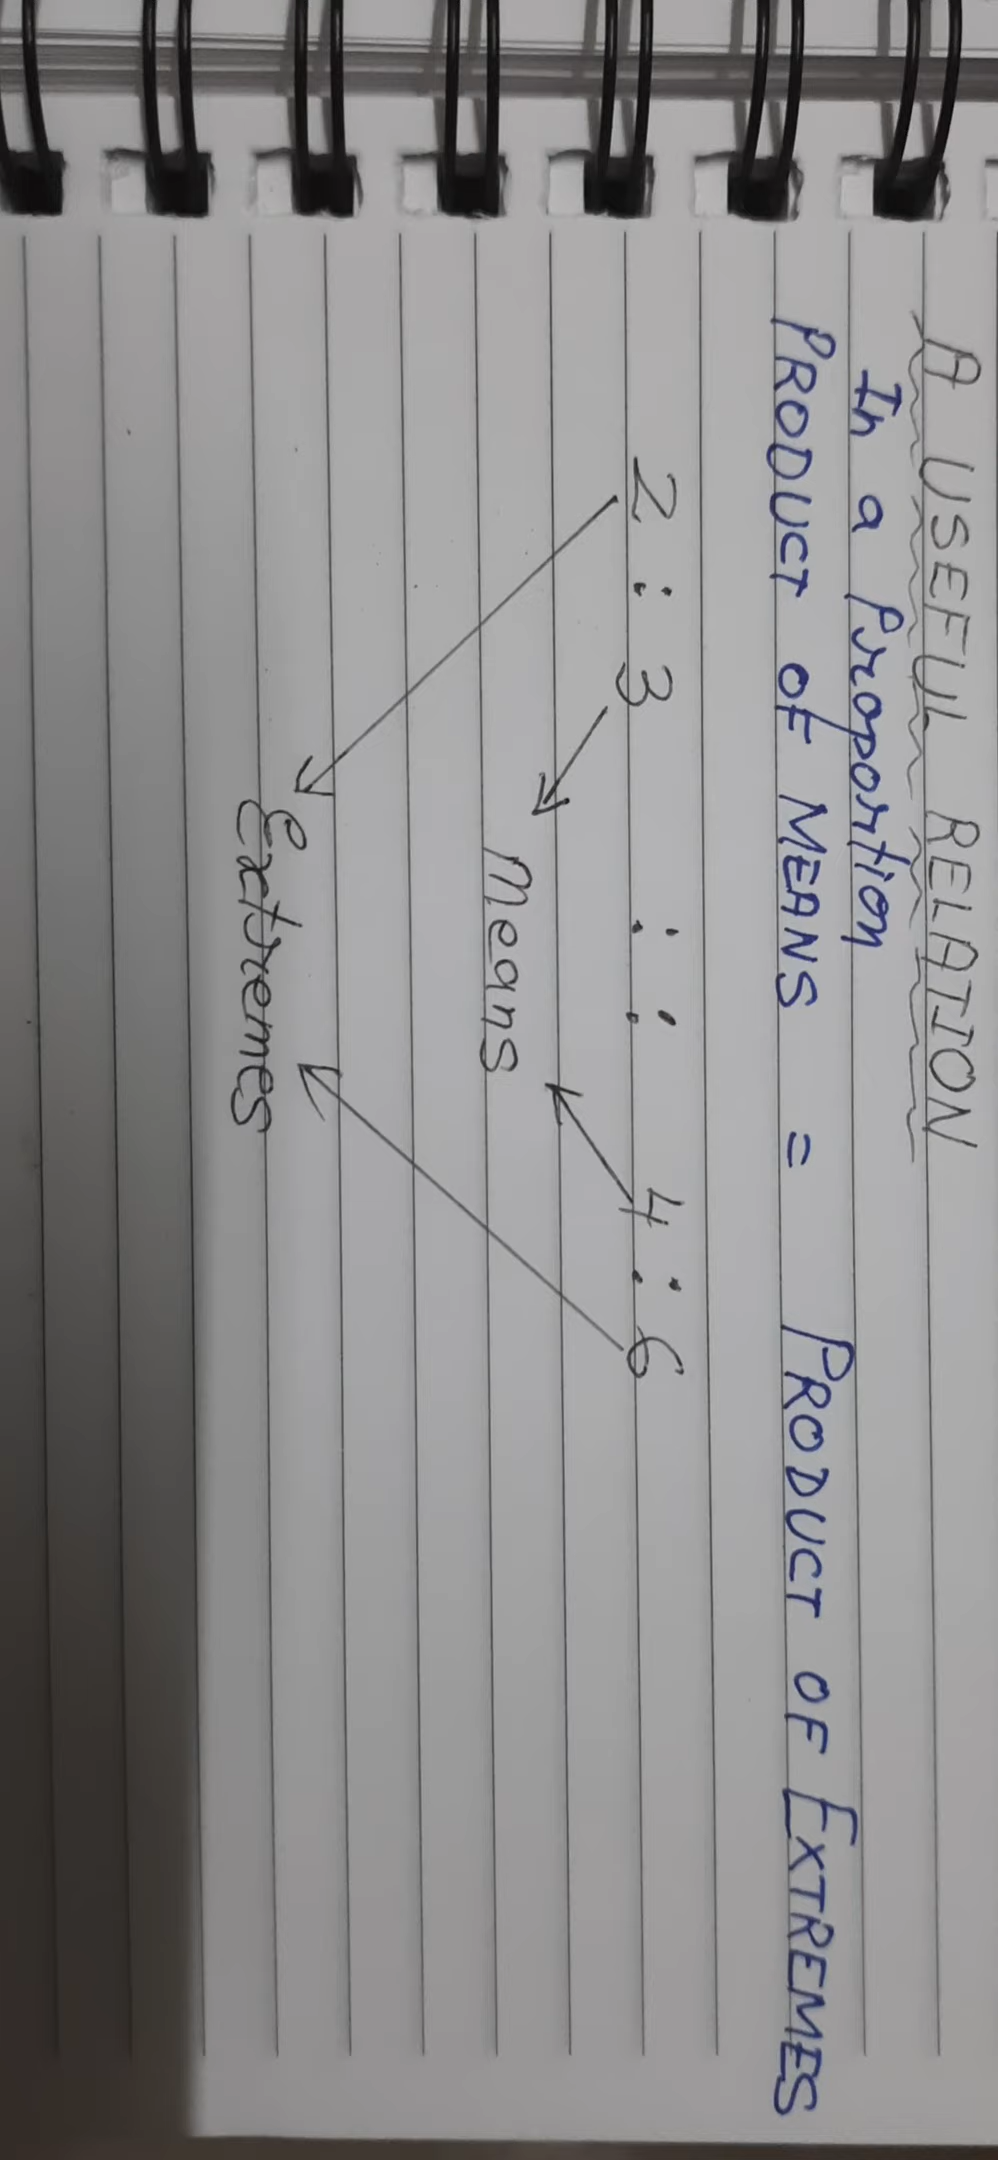 A USEFUL RELATION
In a Proportion
PRODUCT OF MEANS = PRODUCT OF EXTREMES
2 : 3 : : 4 : 6
Means
Extremes